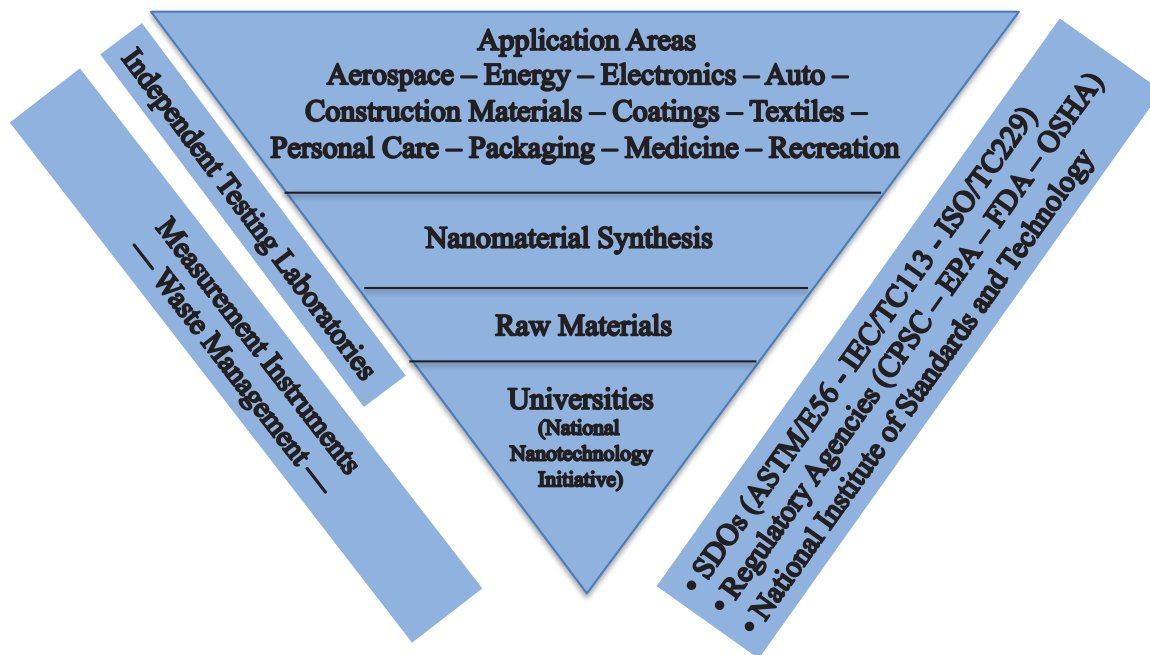 Application Areas
Aerospace – Energy – Electronics – Auto –
Construction Materials – Coatings – Textiles –
Personal Care – Packaging – Medicine – Recreation
Nanomaterial Synthesis
Raw Materials
Universities
(National
Nanotechnology
Initiative)
Independent Testing Laboratories
Measurement Instruments
— Waste Management —
• SDOs (ASTM/E56 - IEC/TC113 - ISO/TC229)
• Regulatory Agencies (CPSC – EPA – FDA – OSHA)
• National Institute of Standards and Technology